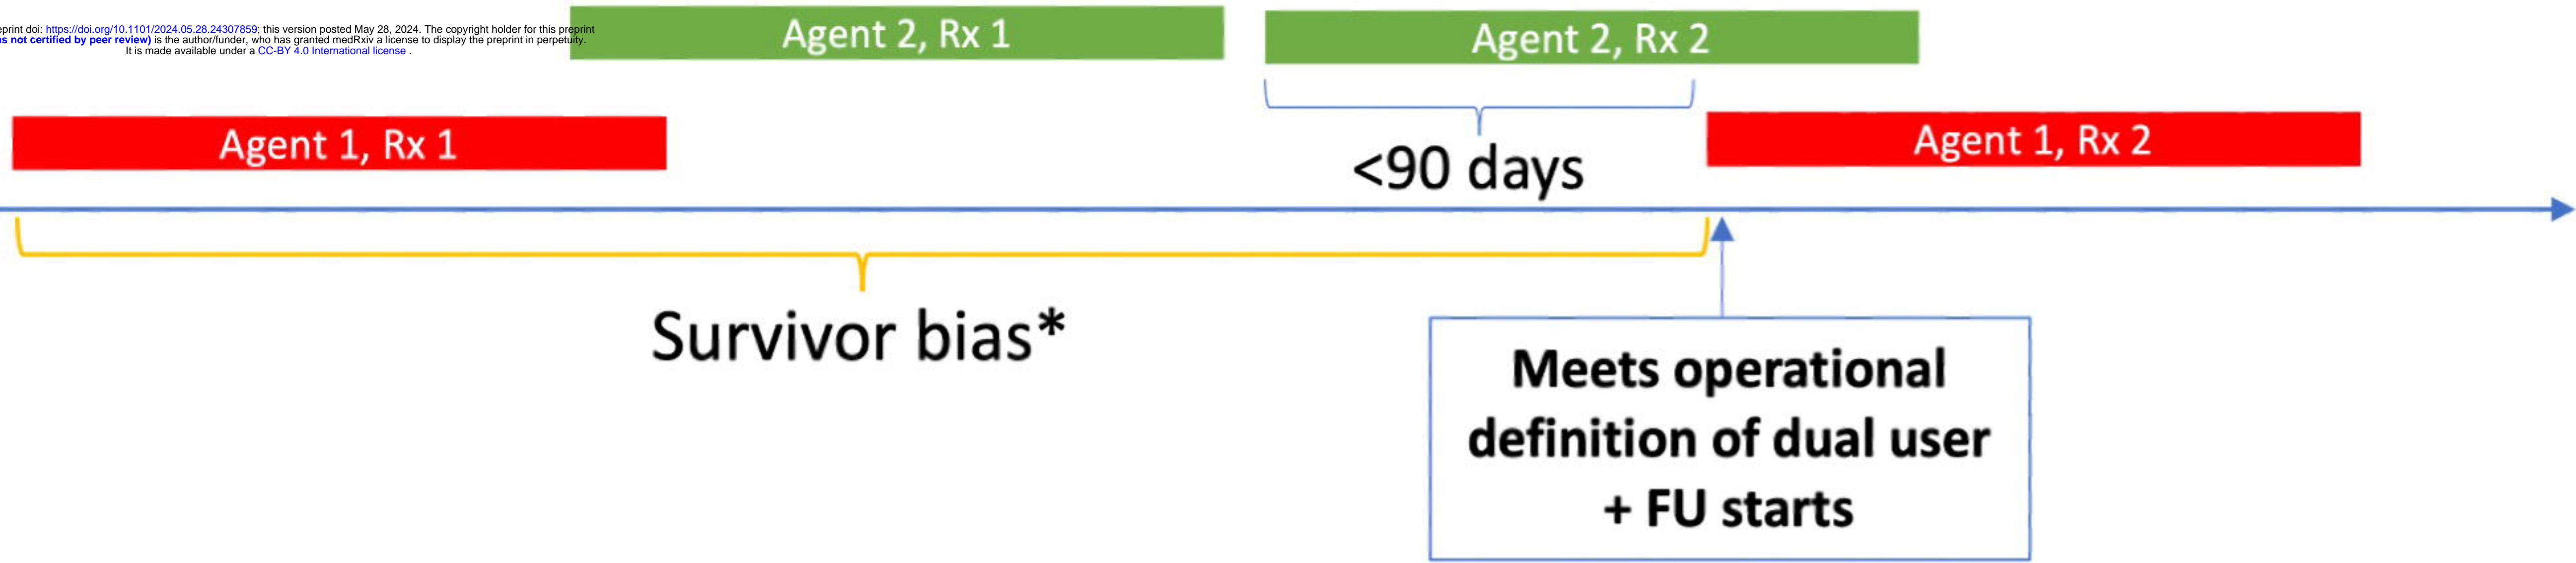 eprint doi: https://doi.org/10.1101/2024.05.28.24307859; this version posted May 28, 2024. The copyright holder for this preprint
s not certified by peer review) is the author/funder, who has granted medRxiv a license to display the preprint in perpetuity.
It is made available under a CC-BY 4.0 International license .
Agent 2, Rx 1
Agent 2, Rx 2
Agent 1, Rx 1
<90 days
Agent 1, Rx 2
Survivor bias*
Meets operational
definition of dual user
+ FU starts